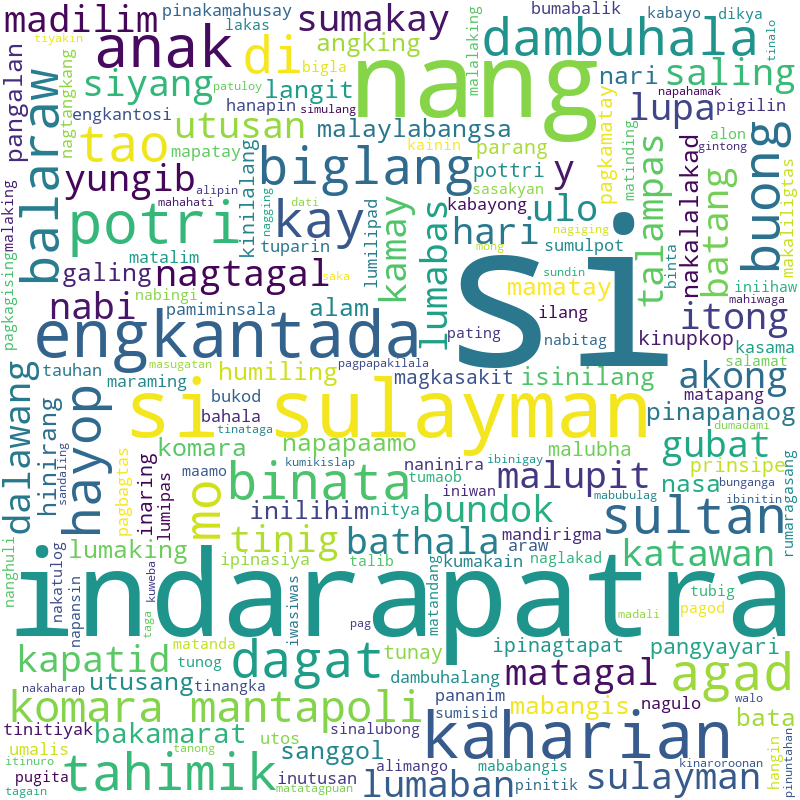 madilim
pinakamahusay
lakas
sumakay
bumabalik
kabayo
dikya
tiyakin
anak
di
angking
nang
malalaking
dambuhala
tinalo
pangalan
nagtangkang
siyang
bigla
patuloy
langit
nari
saling
engkantosi
hanapin
simulang
napahamak
balaraw
tao
utusan
malaylabangsa
kainin
pagkamatay
matinding
lupa
pigilin
alon
gintong
mapatay
parang
yungib
alipin
kinilalang
biglang
pottri
y
sasakyan
nakalalakad
batang
buong
makaliligtas
malaking
mahahati
dati
potri
kay
nagging
kamay
kabayong
ulo
talampas
pagkagising
matalim
tuparin
lumilipad
lumabas
hari
mong
nagiging
sumulpot
galing
nagtagal
saka
si
sundin
binta
iniihaw
nabi
nabingi
pamiminsala
alam
mamatay
itong
mahiwaga
engkantada
ilang
pating
nabitag
kinupkop
kasama
salamat
tauhan
masugatan
pagpapakilala
humiling
isinilang
akong
matapang
dalawang
hayop
maraming
magkasakit
hinirang
bukod
si sulayman
pinapanaog
sandaling
bahala
tinataga
dumadami
pagbagtas
inaring
komara
napapaamo
malubha
gubat
prinsipe
mo
maamo
kumikislap
naninira
ibinigay
nasa
bunganga
lumipas
binata
tumaob
mabubulag
malupit
ibinitin
rumaragasang
iniwan
nanghuli
nakatulog
inilihim
nitya
bundok
sultan
tinig
mandirigma
lumaking
bathala
araw
napansin
kuweba
ipinasiya
talib
kumakain
naglakad
katawan
iwasiwas
matandang
indarapatra
tubig
taga
pag
madali
pagod
kapatid
matanda
dagat
tunay
ipinagtapat
pangyayari
tunog
nakaharap
utusang
tinangka
dambuhalang
matagal
agad
pananim
mabangis
nagulo
walo
komara mantapoli
sumisid
bata
tinitiyak
bakamarat
utos
sinalubong
kaharian
umalis
tanong
sanggol
kinaroroonan
hangin
itinuro
tahimik
alimango
mababangis
pinuntahan
pugita
inutusan
lumaban
pinitik
sulayman
tagain
matatagpuan